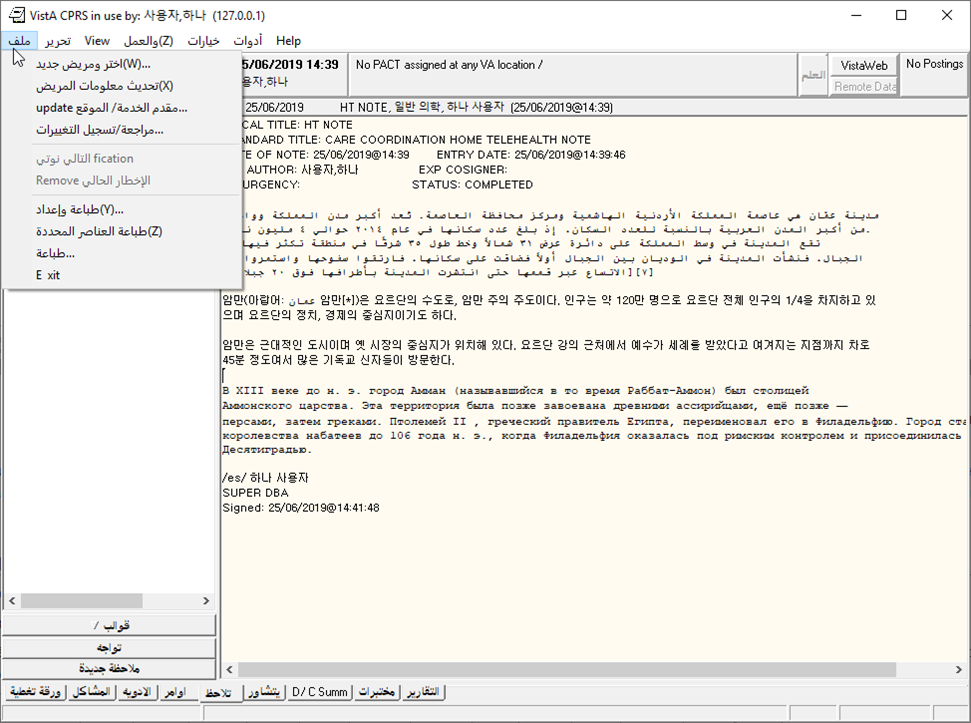 VistA CPRS in use by: 사용자,하나 (127.0.0.1)
ملف تحرير View والعمل(Z) خيارات أدوات Help
اختر ومريض جديد(W)...
تحديث معلومات المريض(X)
update مقدم الخدمة/ الموقع...
مراجعة/تسجيل التغييرات...
التالي نوتي fication
Remove الإخطار الحالي
طباعة وإعداد(Y)...
طباعة العناصر المحددة(Z)
طباعة...
E xit
5/06/2019 14:39
용자,하나
No PACT assigned at any VA location /
العلم
VistaWeb
Remote Data
No Postings
25/06/2019 HT NOTE, 일반 의학, 하나 사용자 (25/06/2019@14:39)
CAL TITLE: HT NOTE
NDARD TITLE: CARE COORDINATION HOME TELEHEALTH NOTE
E OF NOTE: 25/06/2019@14:39 ENTRY DATE: 25/06/2019@14:39:46
AUTHOR: 사용자,하나 EXP COSIGNER:
URGENCY: STATUS: COMPLETED
مدينة عمّان هي عاصمة المملكة الأردنية الهاشمية ومركز محافظة العاصمة. تُعد أكبر مدن المملكة
من أكبر المدن العربية بالنسبة للعدد السكان. إذ بلغ عدد سكانها في عام ٢٠١٤ حوالي ٤ مليون.
تقع المدينة في وسط المملكة على دائرة عرض ٣١ شمالاً وخط طول ٣٥ شرقًا في منطقة تكثر فيها
الجبال. فنشأت المدينة في الوديان بين الجبال أولاً فضاقت على سكانها. فارتقوا سفوحها واستمروا
الاتساع عبر قممها حتى انتشرت المدينة بأطرافها فوق ٢٠ [٧][
암만(아랍어: عمان 암만[*])은 요르단의 수도로, 암만 주의 주도이다. 인구는 약 120만 명으로 요르단 전체 인구의 1/4을 차지하고 있
으며 요르단의 정치, 경제의 중심지이기도 하다.
암만은 근대적인 도시이며 옛 시장의 중심지가 위치해 있다. 요르단 강의 근처에서 예수가 세례를 받았다고 여겨지는 지점까지 차로
45분 정도여서 많은 기독교 신자들이 방문한다.
В XIII веке до н. э. город Амман (называвшийся в то время Раббат-Аммон) был столицей
Аммонского царства. Эта территория была позже завоевана древними ассирийцами, ещё позже —
персами, затем греками. Птолемей II , греческий правитель Египта, переименовал его в Филадельфию. Город ста
королевства набатеев до 106 года н. э., когда Филадельфия оказалась под римским контролем и присоединилась
Десятиградью.
/es/ 하나 사용자
SUPER DBA
Signed: 25/06/2019@14:41:48
قوالب /
تواجه
ملاحظة جديدة
ورقة تغطية المشاكل الادويه اوامر تلاحظ يتشاور D/C Summ مختبرات التقارير